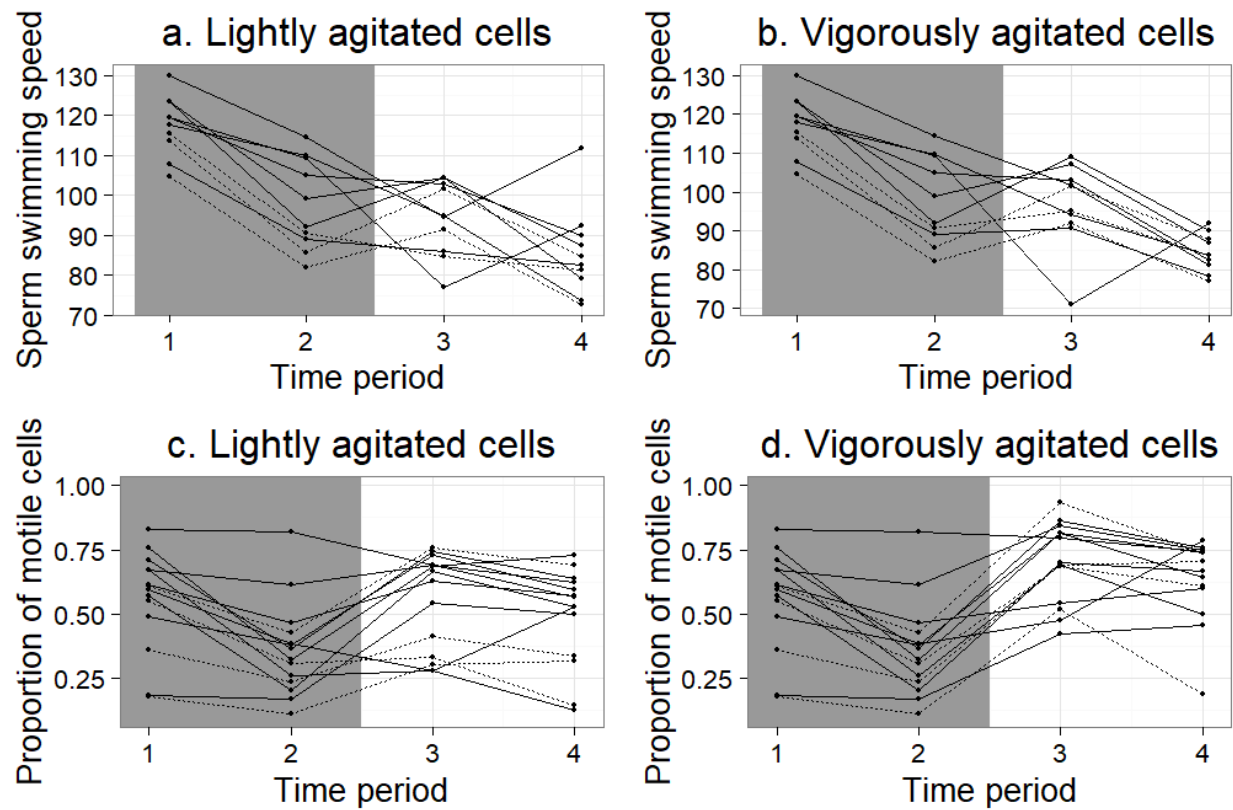 a. Lightly agitated cells
Sperm swimming speed
130
120
110
100
90
80
70
1 2 3 4
Time period
b. Vigorously agitated cells
Sperm swimming speed
130
120
110
100
90
80
70
1 2 3 4
Time period
c. Lightly agitated cells
Proportion of motile cells
1.00
0.75
0.50
0.25
1 2 3 4
Time period
d. Vigorously agitated cells
Proportion of motile cells
1.00
0.75
0.50
0.25
1 2 3 4
Time period